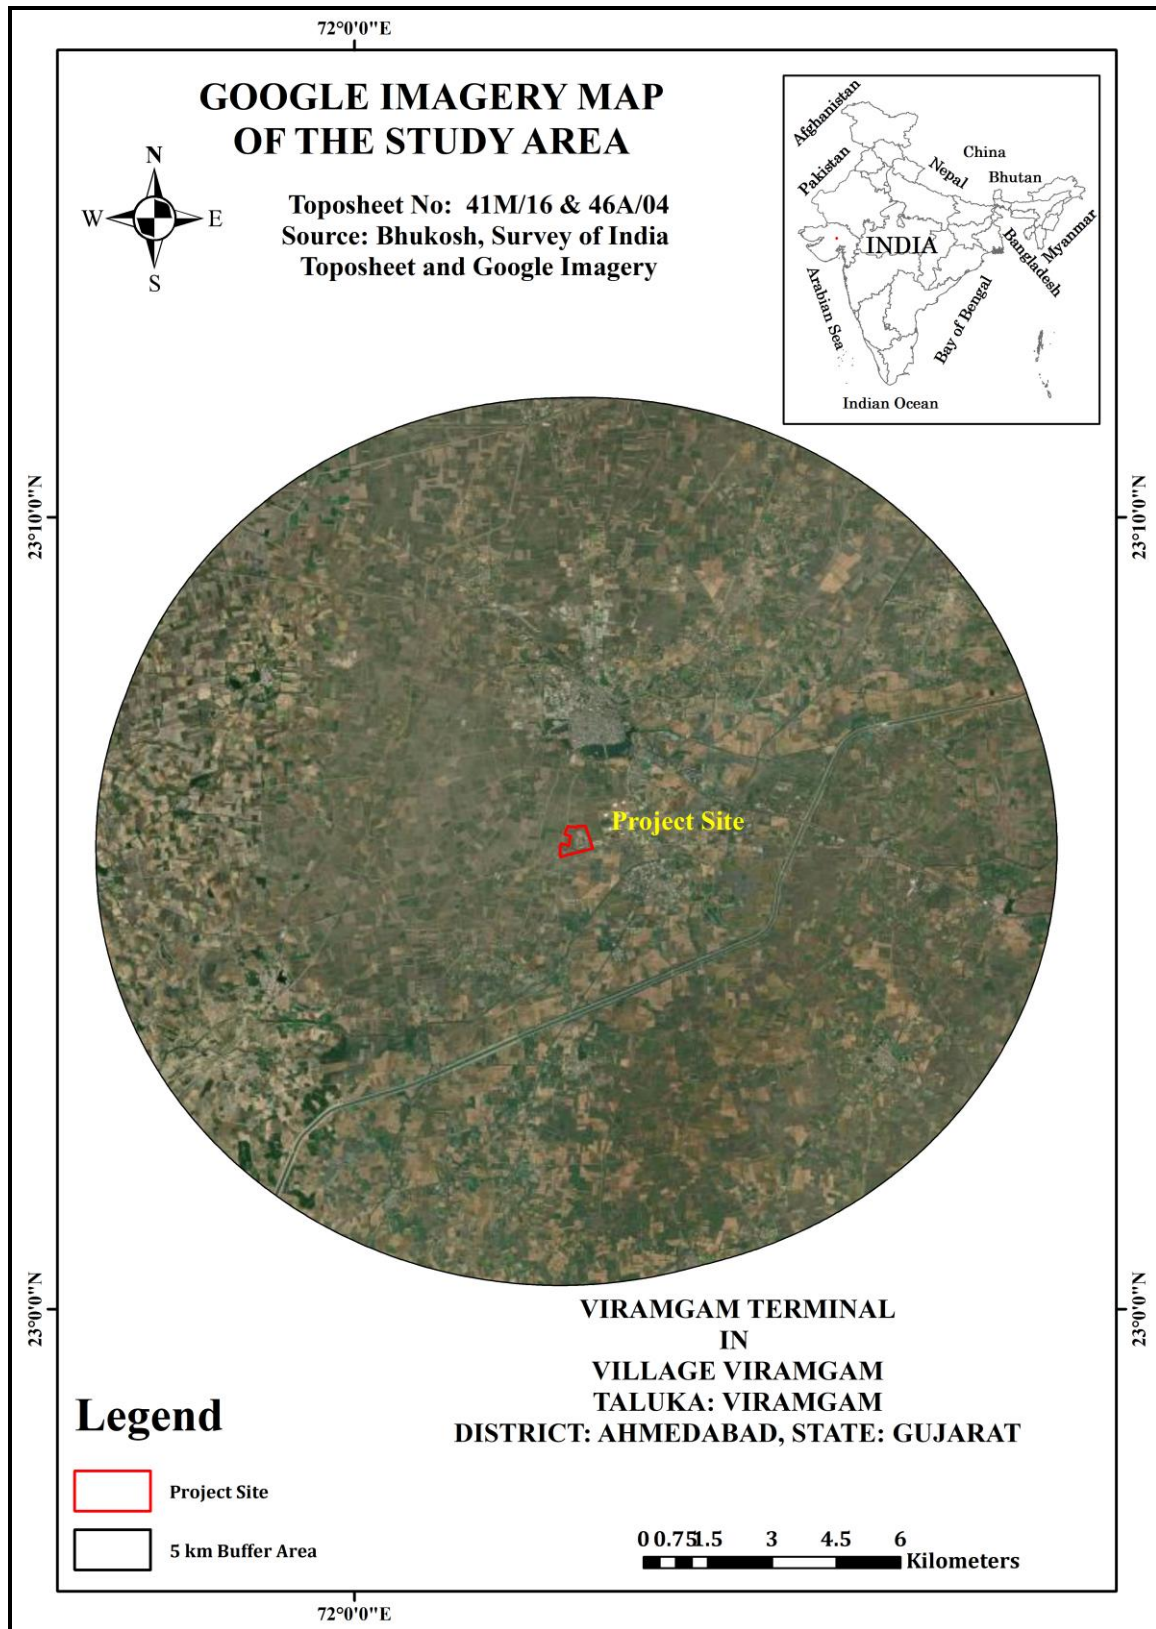 72°0'0"E
GOOGLE IMAGERY MAP
OF THE STUDY AREA
N
W E
S
Toposheet No: 41M/16 & 46A/04
Source: Bhukosh, Survey of India
Toposheet and Google Imagery
Afghanistan
Pakistan
China
Nepal
Bhutan
INDIA
Bangladesh
Myanmar
Arabian Sea
Bay of Bengal
Indian Ocean
23°10'0"N
23°10'0"N
Project Site
23°0'0"N
23°0'0"N
VIRAMGAM TERMINAL
IN
VILLAGE VIRAMGAM
TALUKA: VIRAMGAM
DISTRICT: AHMEDABAD, STATE: GUJARAT
Legend
Project Site
5 km Buffer Area
0 0.75 1.5 3 4.5 6
Kilometers
72°0'0"E